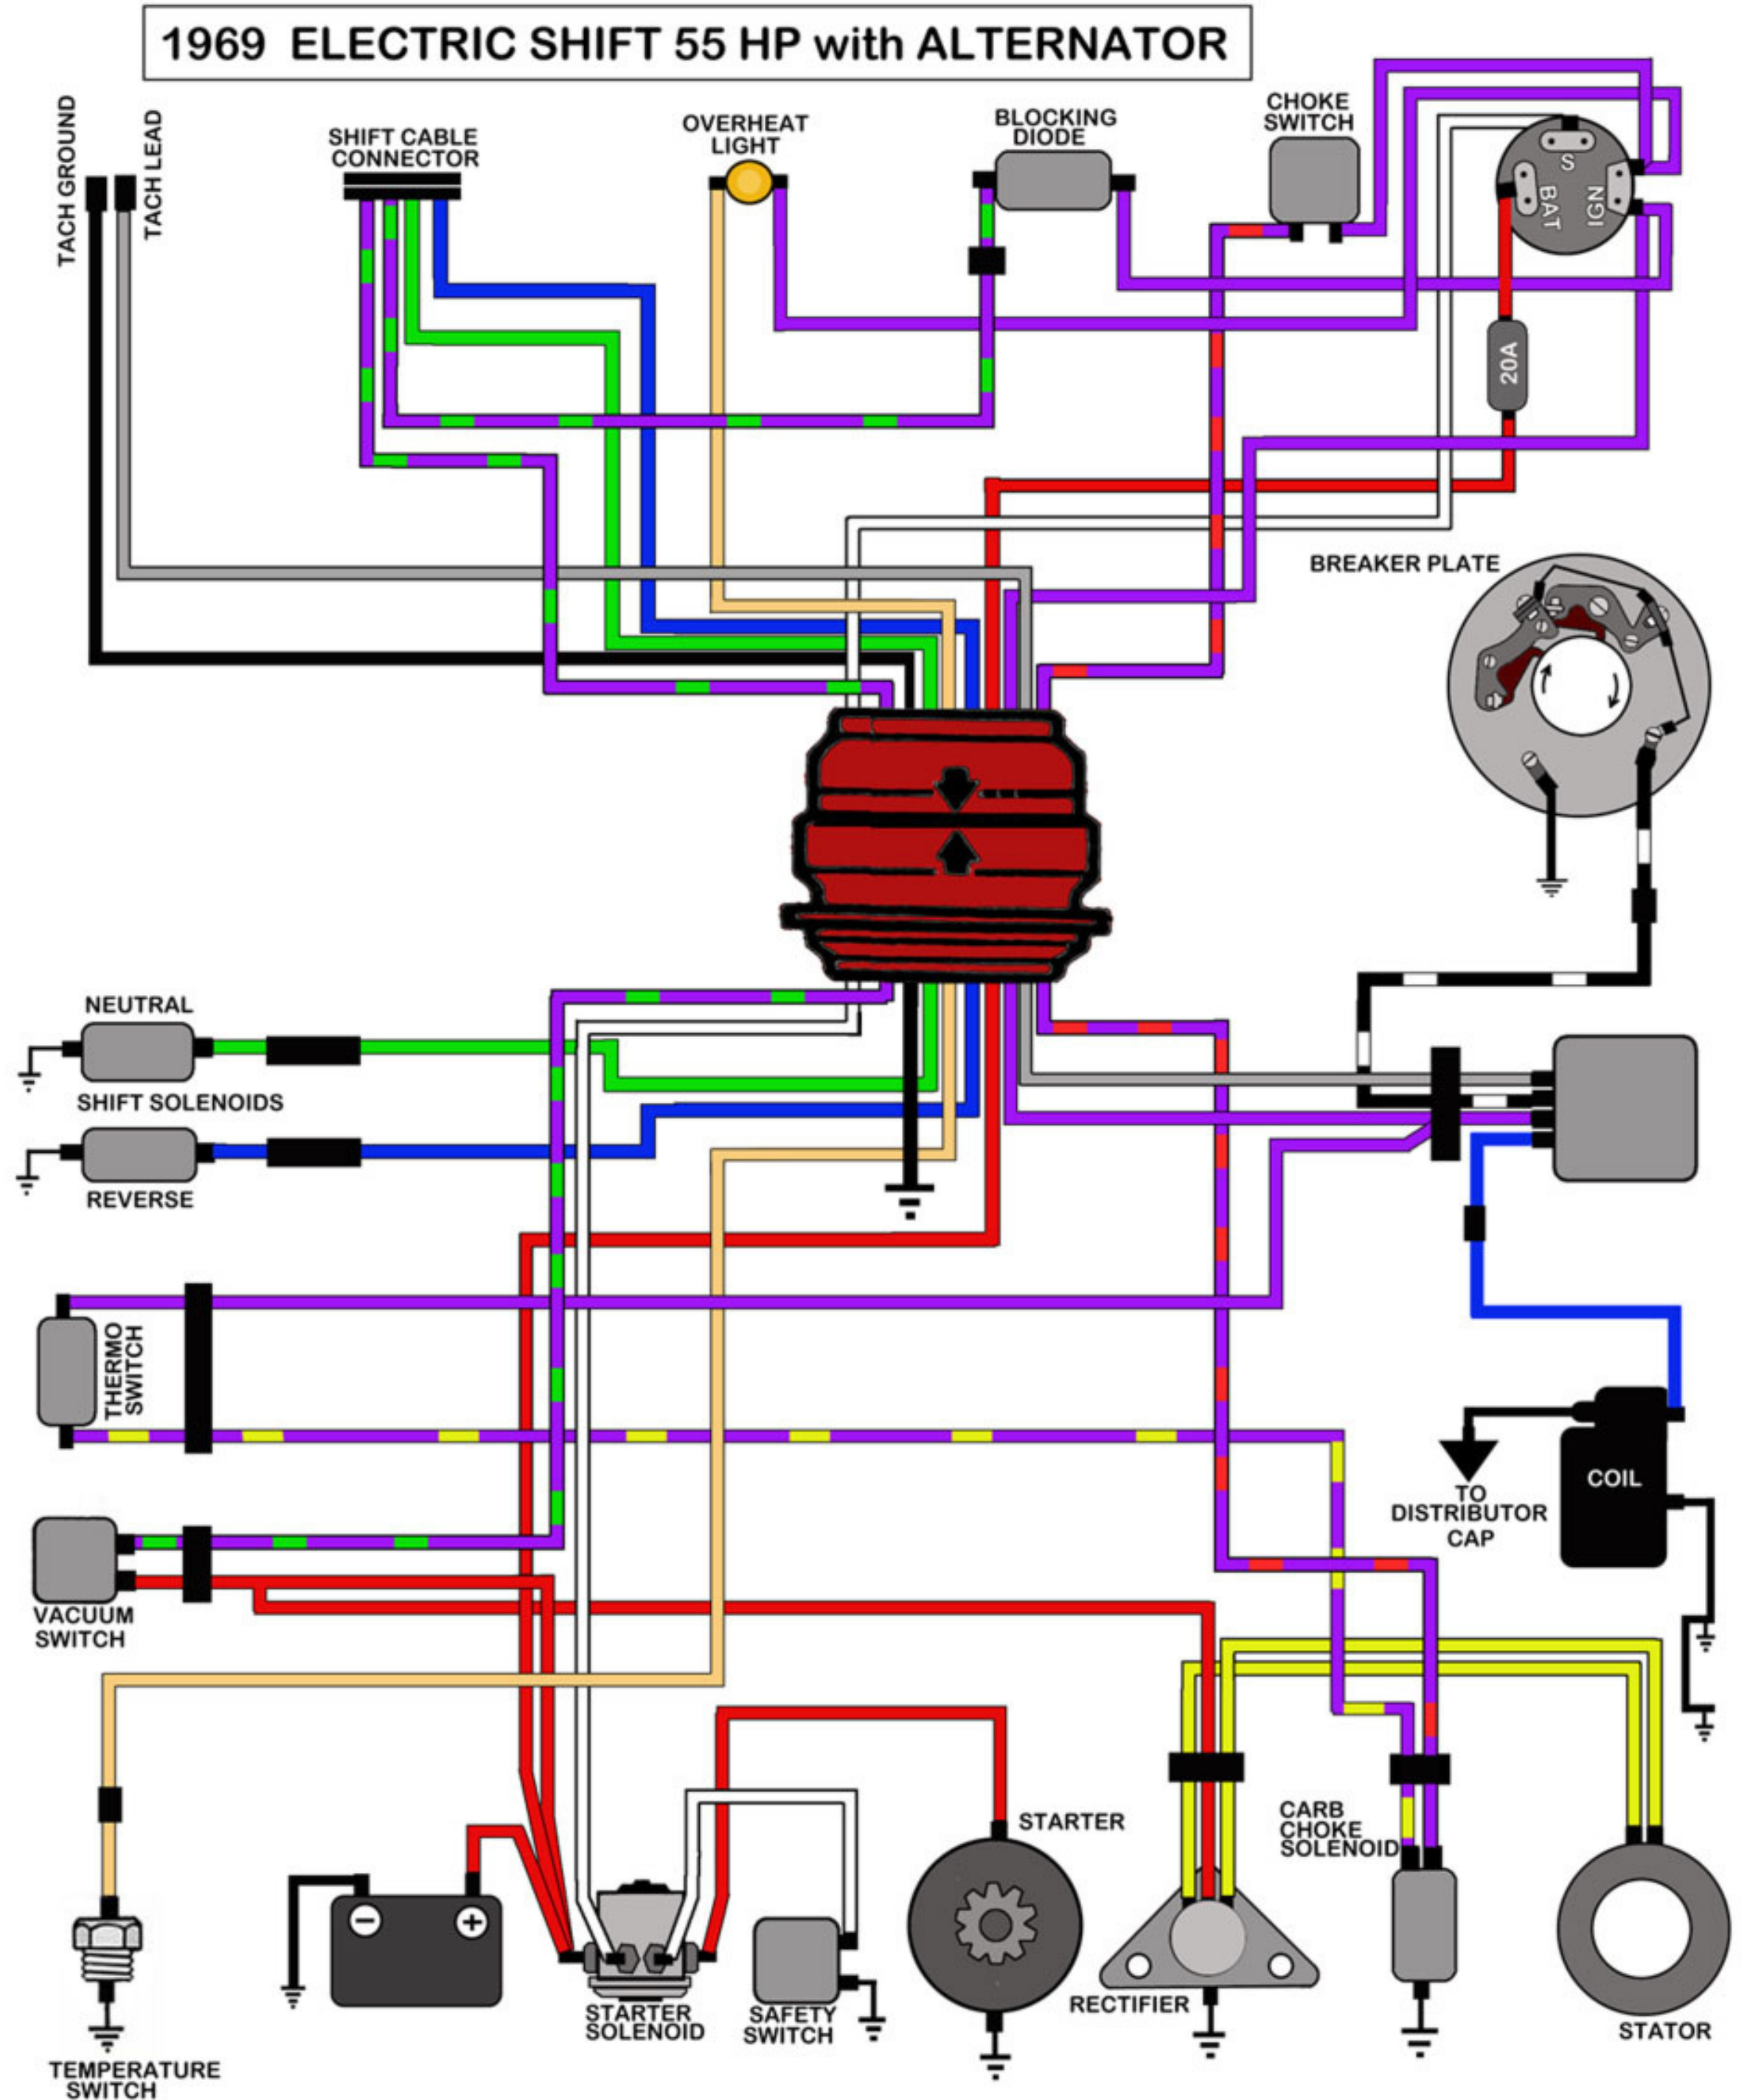 1969 ELECTRIC SHIFT 55 HP with ALTERNATOR
TACH GROUND
TACH LEAD
SHIFT CABLE
CONNECTOR
OVERHEAT
LIGHT
BLOCKING
DIODE
CHOKE
SWITCH
S
BAT
IGN
20A
BREAKER PLATE
NEUTRAL
SHIFT SOLENOIDS
REVERSE
THERMO
SWITCH
COIL
TO
DISTRIBUTOR
CAP
VACUUM
SWITCH
STARTER
CARB
CHOKE
SOLENOID
− +
STARTER
SOLENOID
SAFETY
SWITCH
RECTIFIER
STATOR
TEMPERATURE
SWITCH